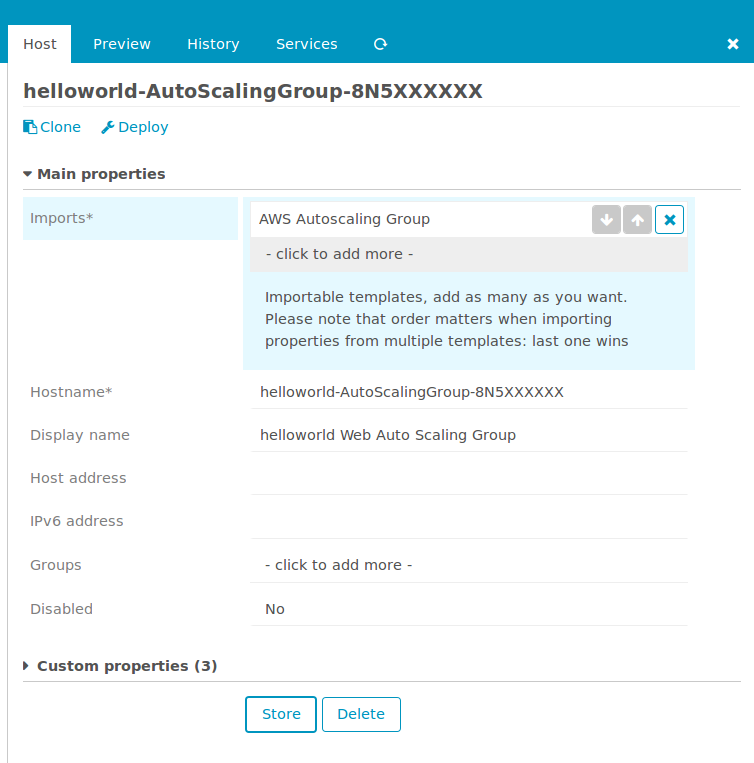 Host Preview History Services
helloworld-AutoScalingGroup-8N5XXXXXX
Clone Deploy
Main properties
Imports* AWS Autoscaling Group
- click to add more -
Importable templates, add as many as you want.
Please note that order matters when importing
properties from multiple templates: last one wins
Hostname* helloworld-AutoScalingGroup-8N5XXXXXX
Display name helloworld Web Auto Scaling Group
Host address
IPv6 address
Groups - click to add more -
Disabled No
Custom properties (3)
Store Delete